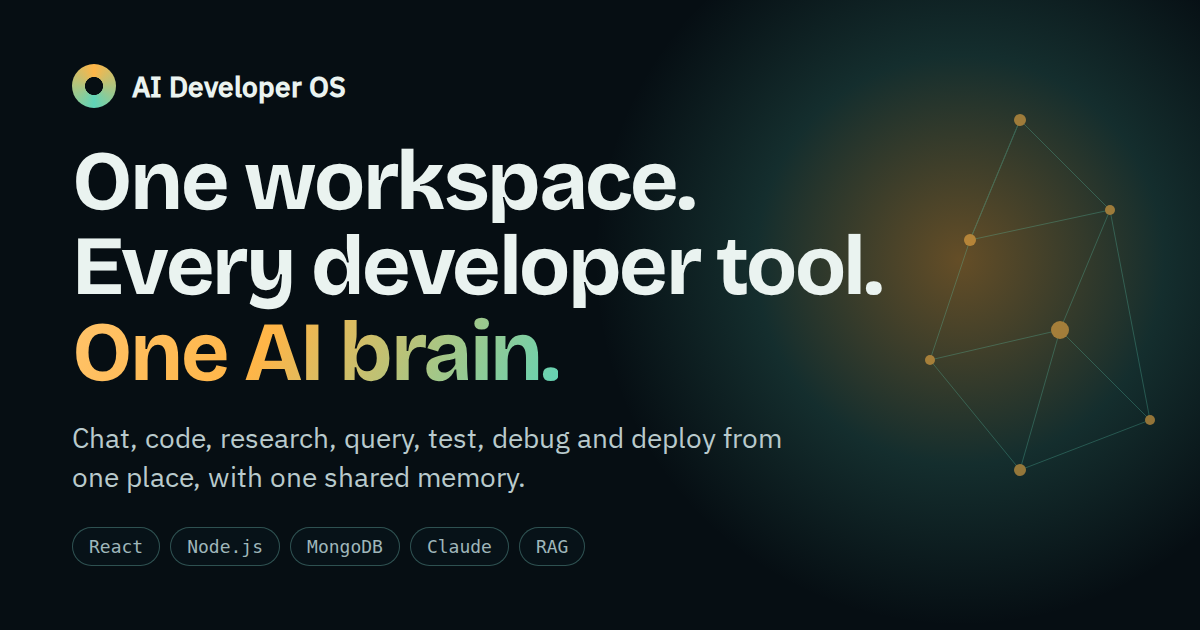 AI Developer OS
One workspace.
Every developer tool.
One AI brain.
Chat, code, research, query, test, debug and deploy from
one place, with one shared memory.
React Node.js MongoDB Claude RAG